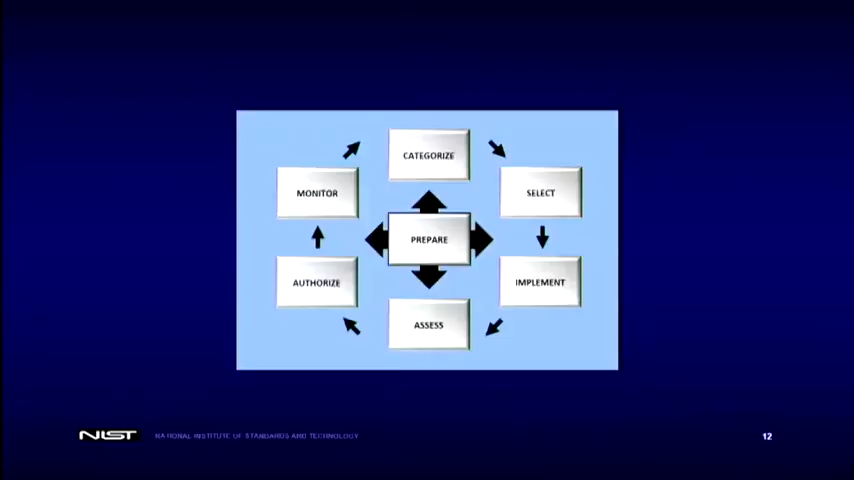 CATEGORIZE
MONITOR
SELECT
PREPARE
AUTHORIZE
IMPLEMENT
ASSESS
NIST NATIONAL INSTITUTE OF STANDARDS AND TECHNOLOGY
12